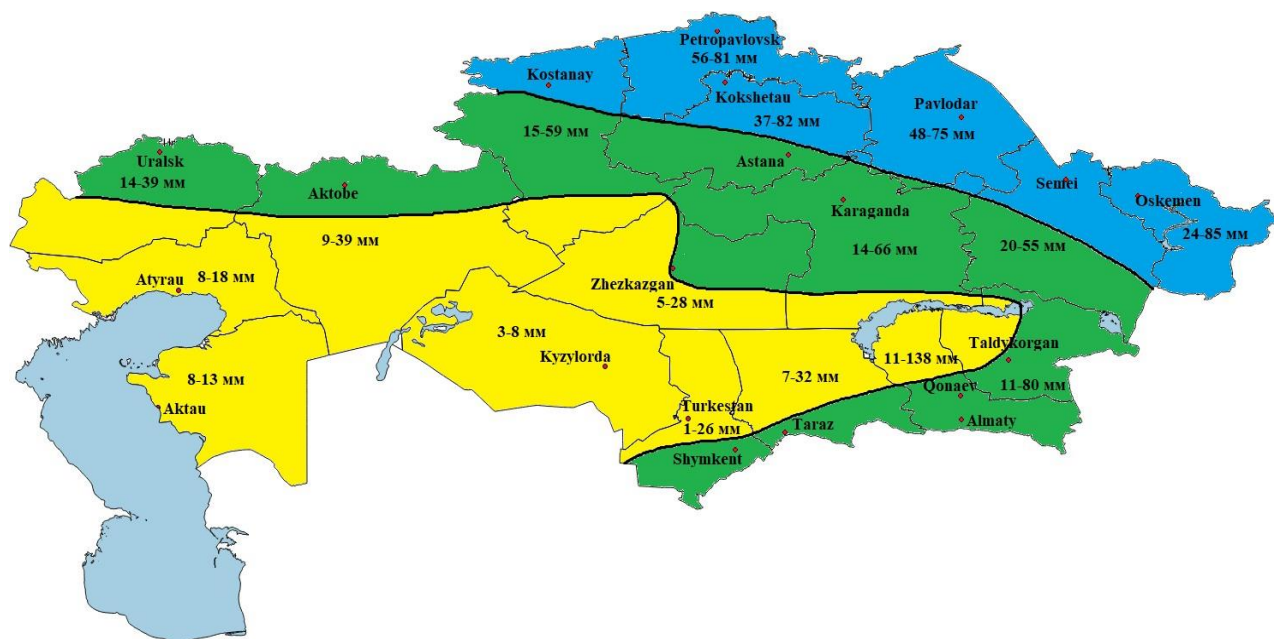 Petropavlovsk
56-81 мм
Kostanay
Kokshetau
37-82 мм
Pavlodar
48-75 мм
15-59 мм
Astana
Uralsk
14-39 мм
Aktobe
Semei
Oskemen
24-85 мм
Karaganda
14-66 мм
20-55 мм
9-39 мм
Atyrau
8-18 мм
Zhezkazgan
5-28 мм
3-8 мм
Kyzylorda
Taldykorgan
11-138 мм
7-32 мм
8-13 мм
Aktau
Qonaev
11-80 мм
Turkestan
1-26 мм
Taraz
Almaty
Shymkent